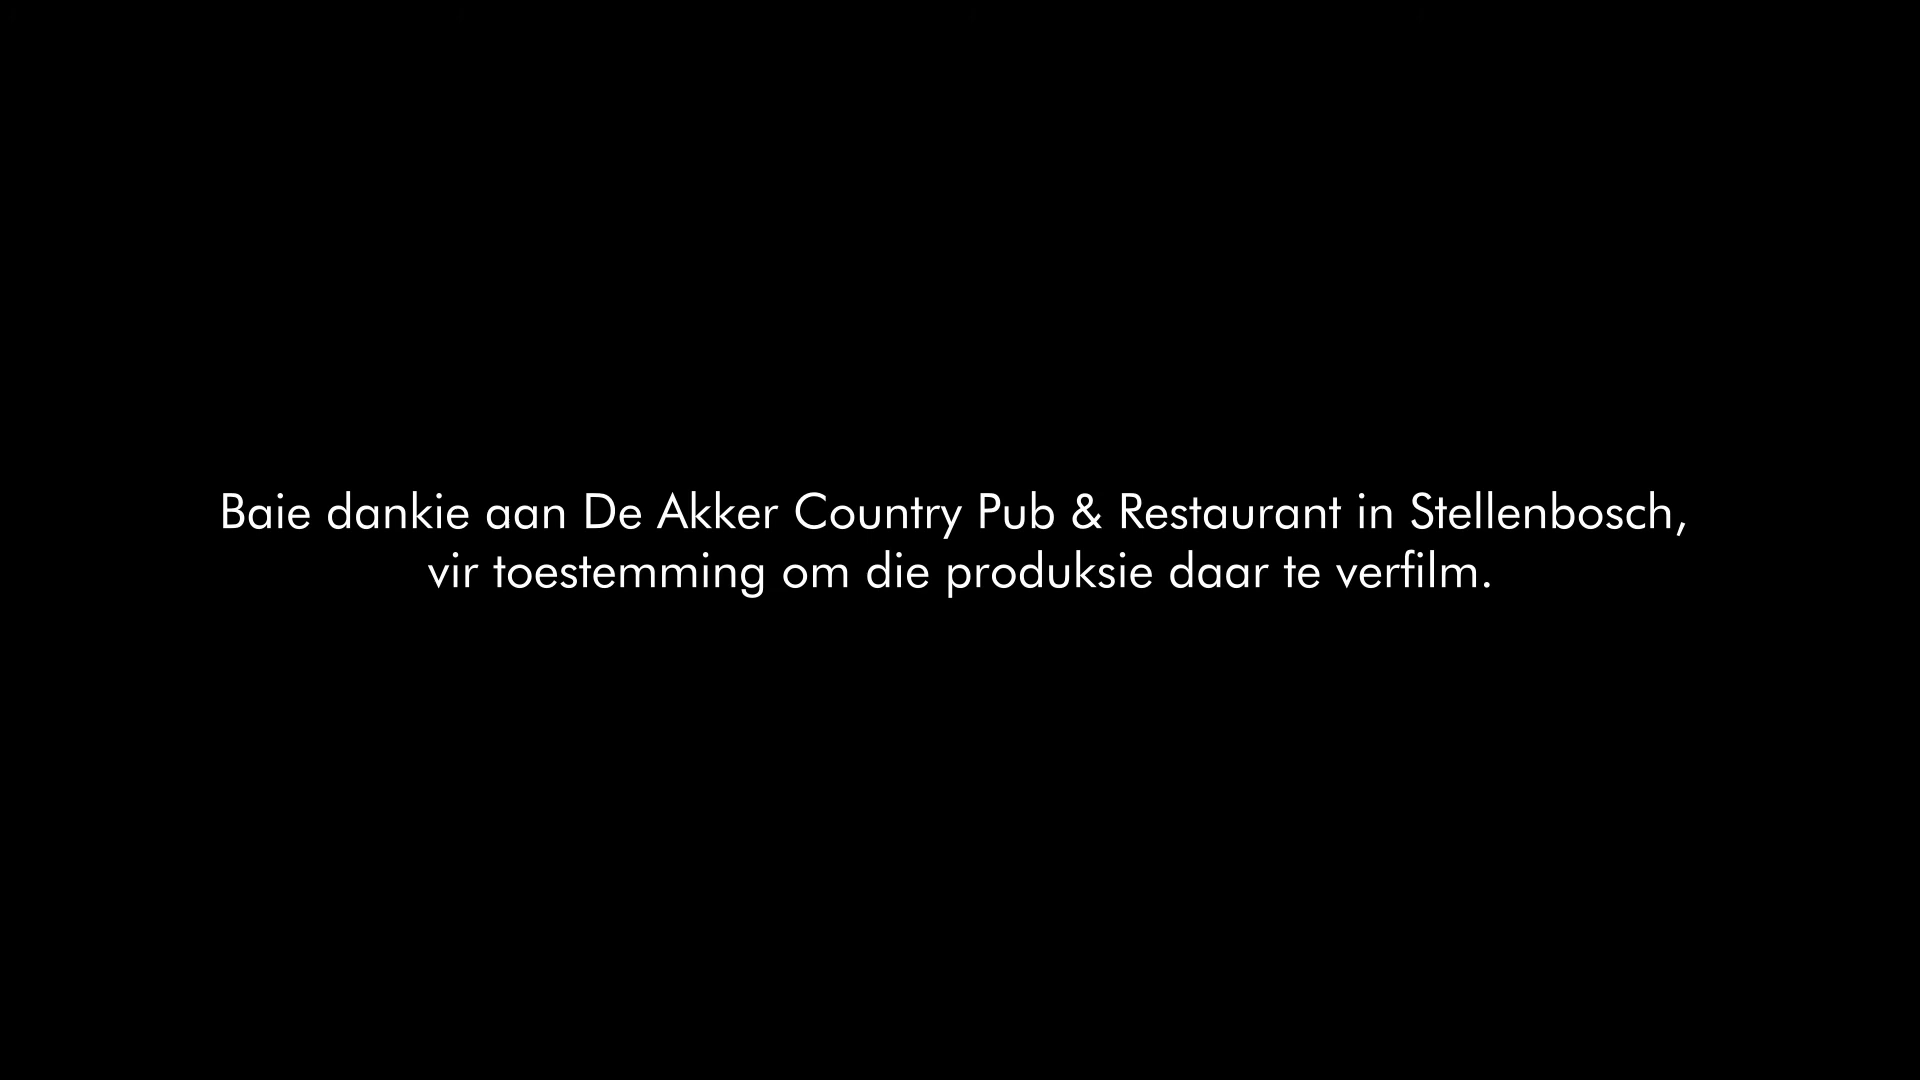 Baie dankie aan De Akker Country Pub & Restaurant in Stellenbosch,
vir toestemming om die produksie daar te verfilm.